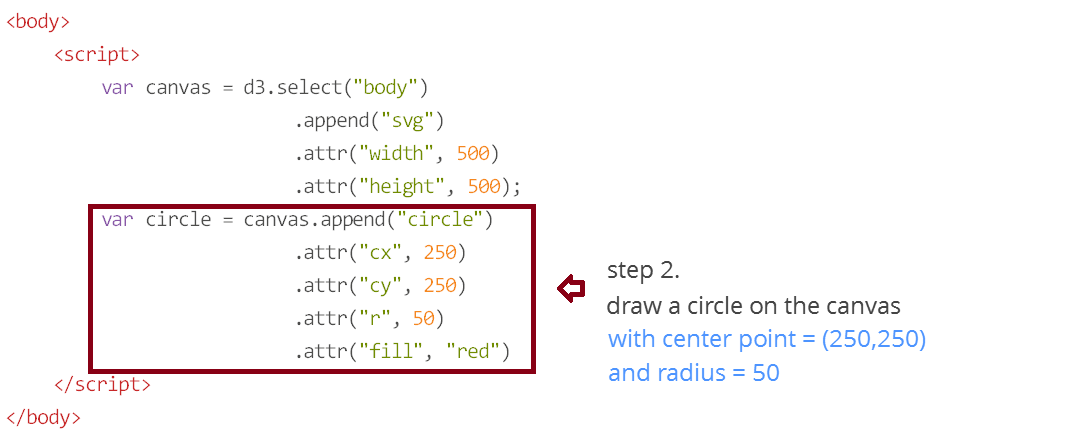 <body>
<script>
var canvas = d3.select("body")
.append("svg")
.attr("width", 500)
.attr("height", 500);
var circle = canvas.append("circle")
.attr("cx", 250)
.attr("cy", 250)
.attr("r", 50)
.attr("fill", "red")
</script>
</body>
step 2.
draw a circle on the canvas
with center point = (250,250)
and radius = 50